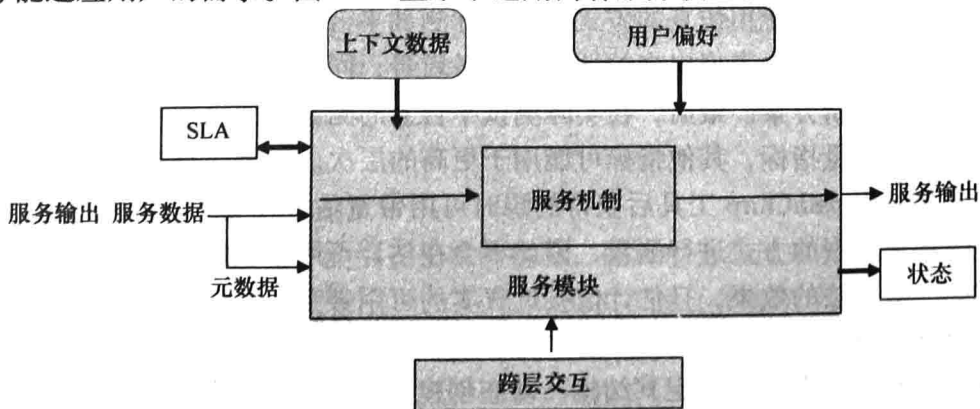 上下文数据
用户偏好
SLA
服务机制
服务输出 服务数据
服务输出
元数据
服务模块
状态
跨层交互